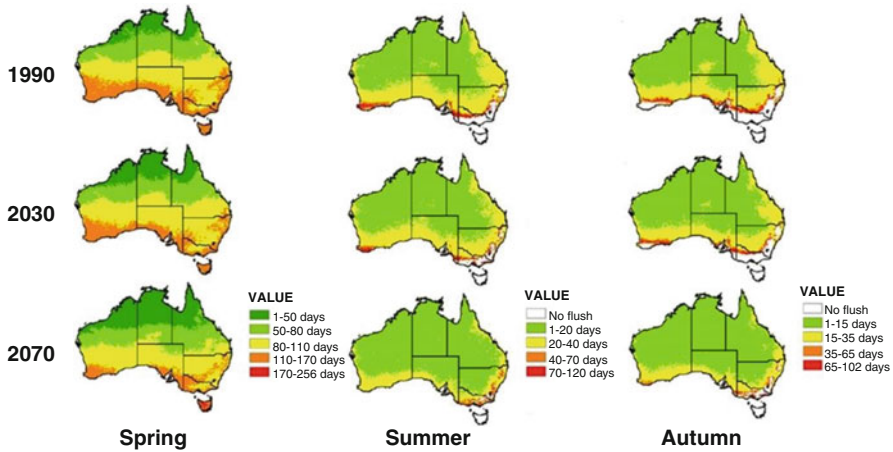 1990
2030
2070
VALUE
1-50 days
50-80 days
80-110 days
110-170 days
170-256 days
VALUE
No flush
1-20 days
20-40 days
40-70 days
70-120 days
VALUE
No flush
1-15 days
15-35 days
35-65 days
65-102 days
Spring
Summer
Autumn